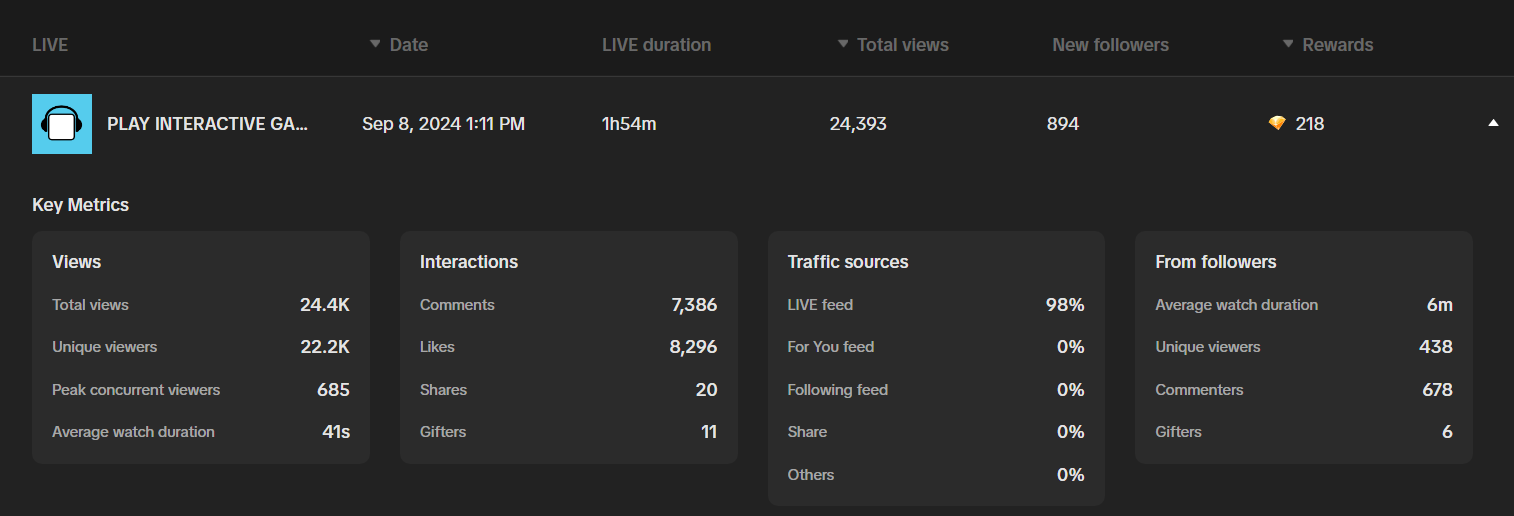 LIVE Date LIVE duration Total views New followers Rewards
PLAY INTERACTIVE GA... Sep 8, 2024 1:11 PM 1h54m 24,393 894 218
Key Metrics
Views
Total views 24.4K
Unique viewers 22.2K
Peak concurrent viewers 685
Average watch duration 41s
Interactions
Comments 7,386
Likes 8,296
Shares 20
Gifters 11
Traffic sources
LIVE feed 98%
For You feed 0%
Following feed 0%
Share 0%
Others 0%
From followers
Average watch duration 6m
Unique viewers 438
Commenters 678
Gifters 6